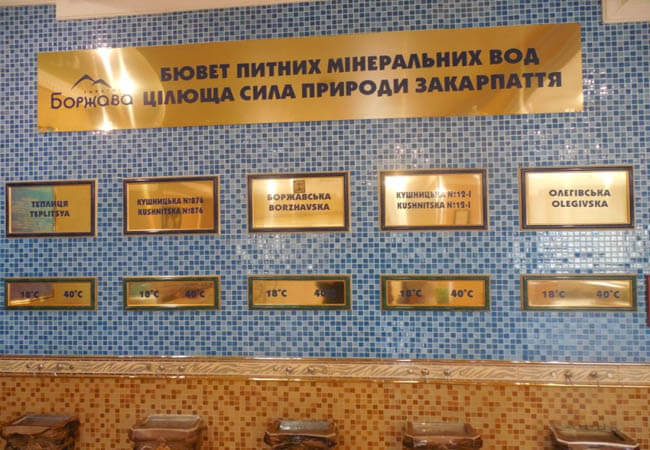 БЮВЕТ ПИТНИХ МІНЕРАЛЬНИХ ВОД
Боржава
ЦІЛЮЩА СИЛА ПРИРОДИ ЗАКАРПАТТЯ
ТЕПЛИЦЯ
TEPLITSYA
КУШНИЦЬКА №876
KUSHNITSKA №876
БОРЖАВСЬКА
BORZHAVSKA
КУШНИЦЬКА №12-І
KUSHNITSKA №12-I
ОЛЕГІВСЬКА
OLEGIVSKA
18°C 40°C
18°C 40°C
18°C 40°C
18°C 40°C
18°C 40°C